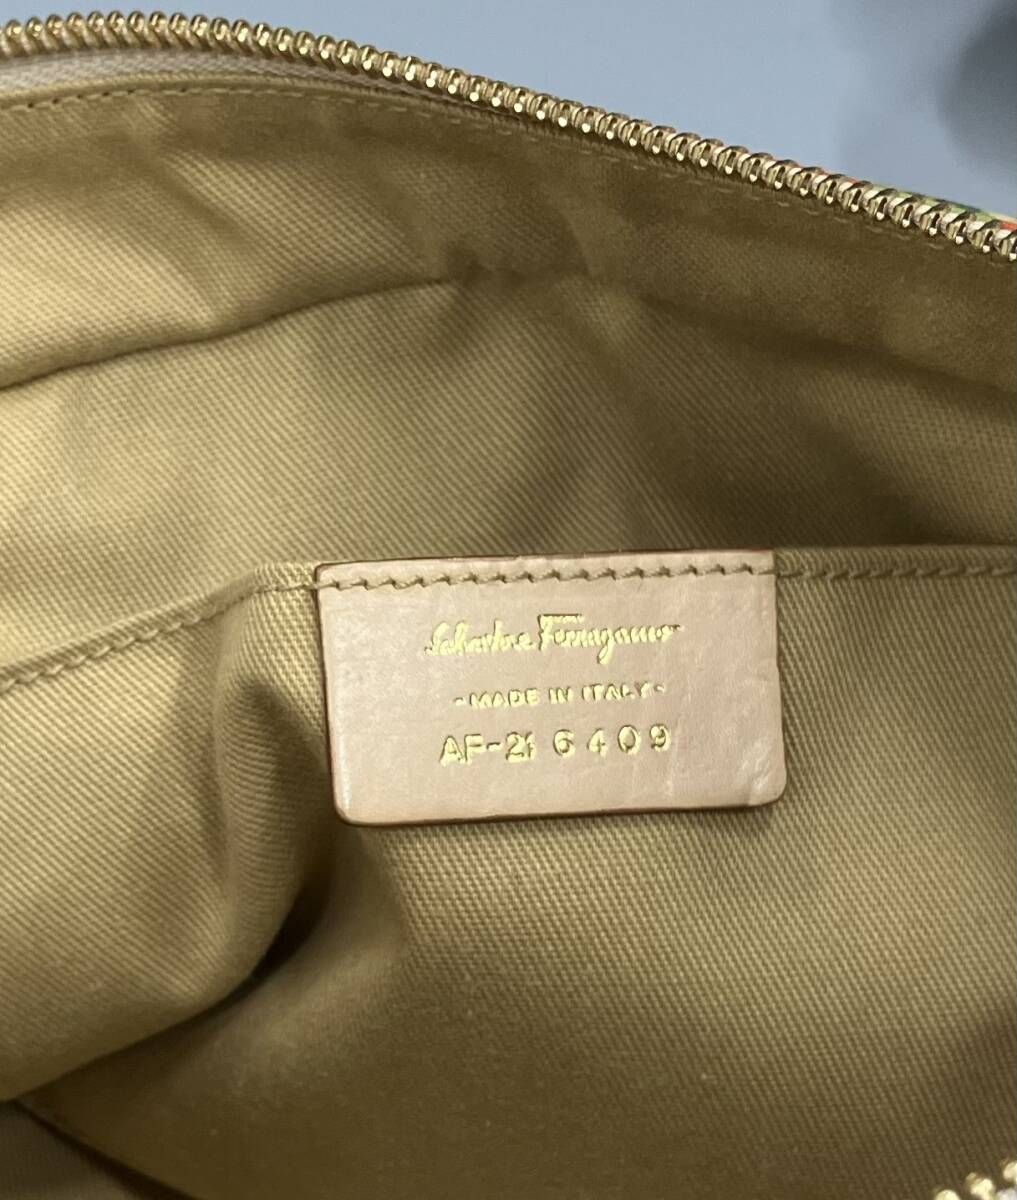 Salvatore Ferragamo
-MADE IN ITALY-
AF-21 6409